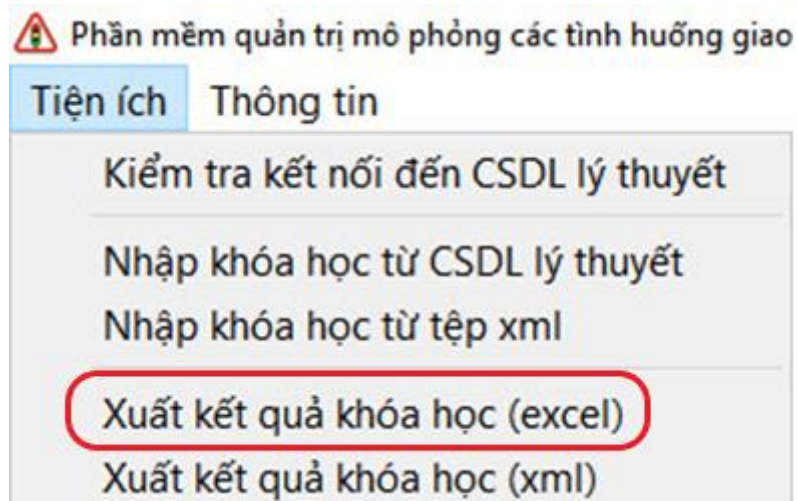 Phần mềm quản trị mô phỏng các tình huống giao
Tiện ích Thông tin
Kiểm tra kết nối đến CSDL lý thuyết
Nhập khóa học từ CSDL lý thuyết
Nhập khóa học từ tệp xml
Xuất kết quả khóa học (excel)
Xuất kết quả khóa học (xml)